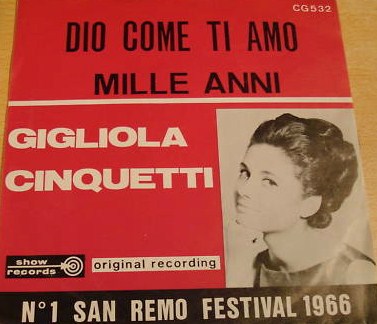 CG532
DIO COME TI AMO
MILLE ANNI
GIGLIOLA
CINQUETTI
show
records
original recording
N°1 SAN REMO FESTIVAL 1966